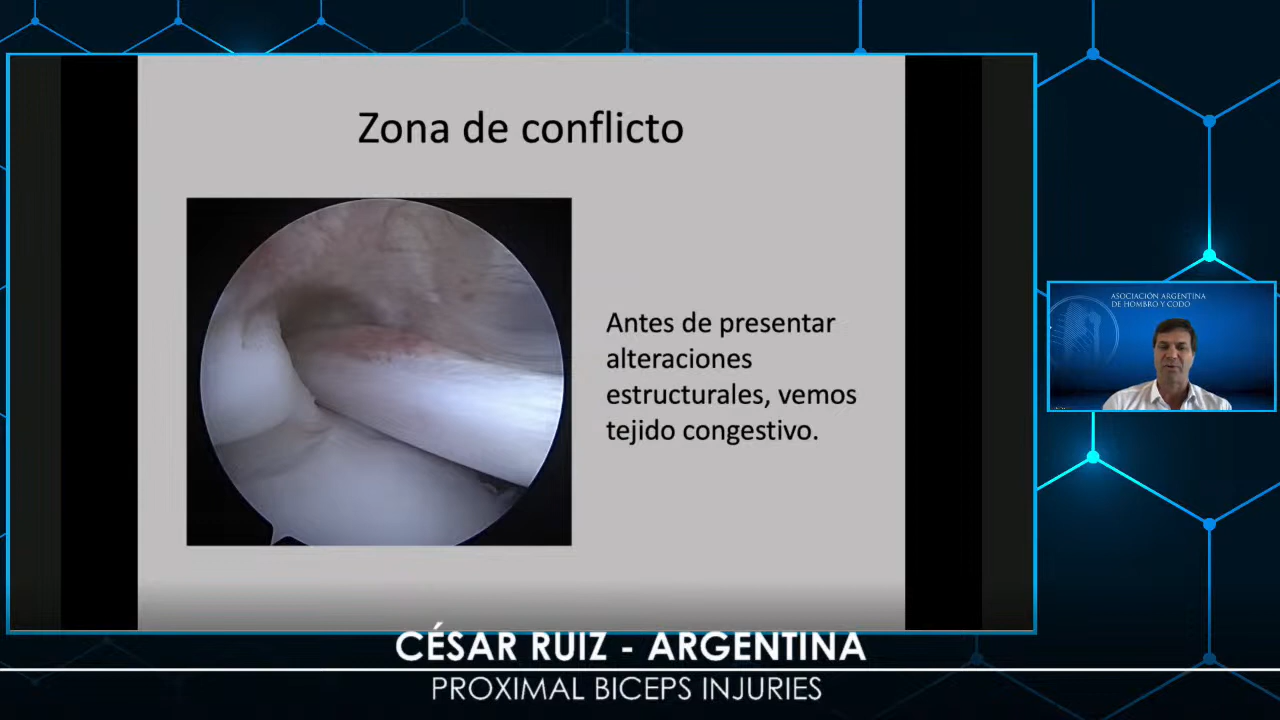 Zona de conflicto
Antes de presentar
alteraciones
estructurales, vemos
tejido congestivo.
ASOCIACIÓN ARGENTINA
DE HOMBRO Y CODO
CÉSAR RUIZ - ARGENTINA
PROXIMAL BICEPS INJURIES